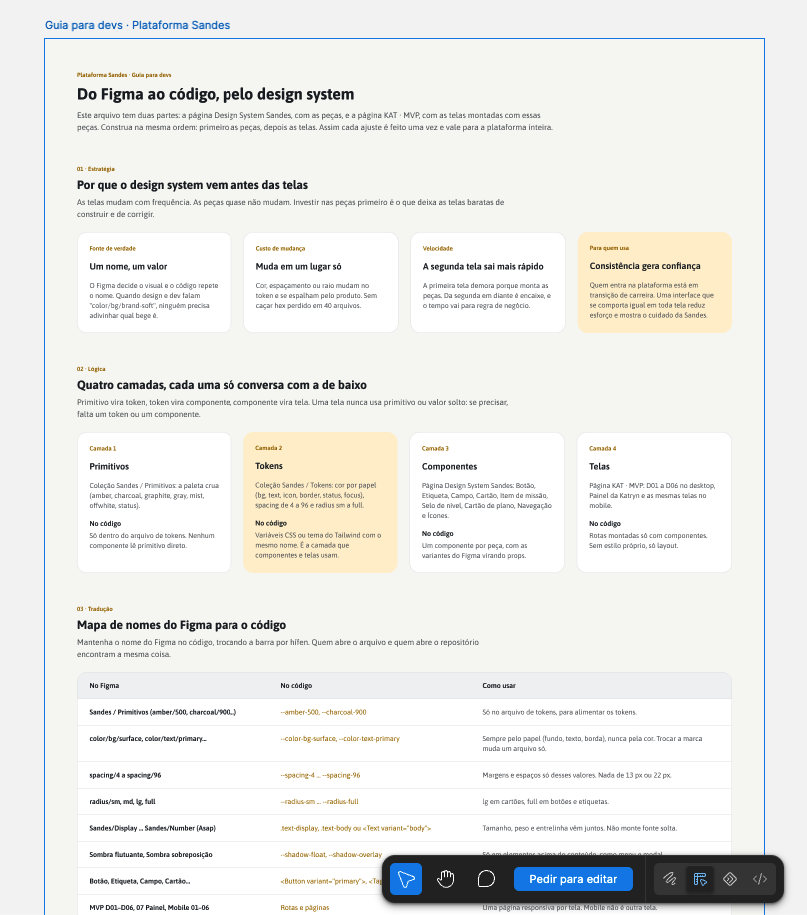 Guia para devs · Plataforma Sandes
Plataforma Sandes · Guia para devs
Do Figma ao código, pelo design system
Este arquivo tem duas partes: a página Design System Sandes, com as peças, e a página KAT · MVP, com as telas montadas com essas
peças. Construa na mesma ordem: primeiro as peças, depois as telas. Assim cada ajuste é feito uma vez e vale para a plataforma inteira.
01 · Estratégia
Por que o design system vem antes das telas
As telas mudam com frequência. As peças quase não mudam. Investir nas peças primeiro é o que deixa as telas baratas de
construir e de corrigir.
Fonte de verdade
Um nome, um valor
O Figma decide o visual e o código repete
o nome. Quando design e dev falam
"color/bg/brand-soft", ninguém precisa
adivinhar qual bege é.
Custo de mudança
Muda em um lugar só
Cor, espaçamento ou raio mudam no
token e se espalham pelo produto. Sem
caçar hex perdido em 40 arquivos.
Velocidade
A segunda tela sai mais rápido
A primeira tela demora porque monta as
peças. Da segunda em diante é encaixe, e
o tempo vai para regra de negócio.
Para quem usa
Consistência gera confiança
Quem entra na plataforma está em
transição de carreira. Uma interface que
se comporta igual em toda tela reduz
esforço e mostra o cuidado da Sandes.
02 · Lógica
Quatro camadas, cada uma só conversa com a de baixo
Primitivo vira token, token vira componente, componente vira tela. Uma tela nunca usa primitivo ou valor solto: se precisar,
falta um token ou um componente.
Camada 1
Primitivos
Coleção Sandes / Primitivos: a paleta crua
(amber, charcoal, graphite, gray, mist,
offwhite, status).
No código
Só dentro do arquivo de tokens. Nenhum
componente lê primitivo direto.
Camada 2
Tokens
Coleção Sandes / Tokens: cor por papel
(bg, text, icon, border, status, focus),
spacing de 4 a 96 e radius sm a full.
No código
Variáveis CSS ou tema do Tailwind com o
mesmo nome. É a camada que
componentes e telas usam.
Camada 3
Componentes
Página Design System Sandes: Botão,
Etiqueta, Campo, Cartão, Item de missão,
Selo de nível, Cartão de plano, Navegação
e ícones.
No código
Um componente por peça, com as
variantes do Figma virando props.
Camada 4
Telas
Página KAT · MVP: D01 a D06 no desktop,
Painel da Katryn e as mesmas telas no
mobile.
No código
Rotas montadas só com componentes.
Sem estilo próprio, só layout.
03 · Tradução
Mapa de nomes do Figma para o código
Mantenha o nome do Figma no código, trocando a barra por hífen. Quem abre o arquivo e quem abre o repositório
encontram a mesma coisa.
No Figma No código Como usar
Sandes / Primitivos (amber/500, charcoal/900…) --amber-500, --charcoal-900 Só no arquivo de tokens, para alimentar os tokens.
color/bg/surface, color/text/primary… --color-bg-surface, --color-text-primary Sempre pelo papel (fundo, texto, borda), nunca pela cor. Trocar a marca
muda um arquivo só.
spacing/4 a spacing/96 --spacing-4 … --spacing-96 Margens e espaços só desses valores. Nada de 13 px ou 22 px.
radius/sm, md, lg, full --radius-sm … --radius-full lg em cartões, full em botões e etiquetas.
Sandes/Display … Sandes/Number (Asap) .text-display, .text-body ou <Text variant="body"> Tamanho, peso e entrelinha vêm juntos. Não monte fonte solta.
Sombra flutuante, Sombra sobreposição --shadow-float, --shadow-overlay
Botão, Etiqueta, Campo, Cartão… <Button variant="primary">,
MVP D01–D06, 07 Painel, Mobile 01–06 Rotas e páginas Uma página responsiva por tela. Mobile não é outra tela.
Pedir para editar